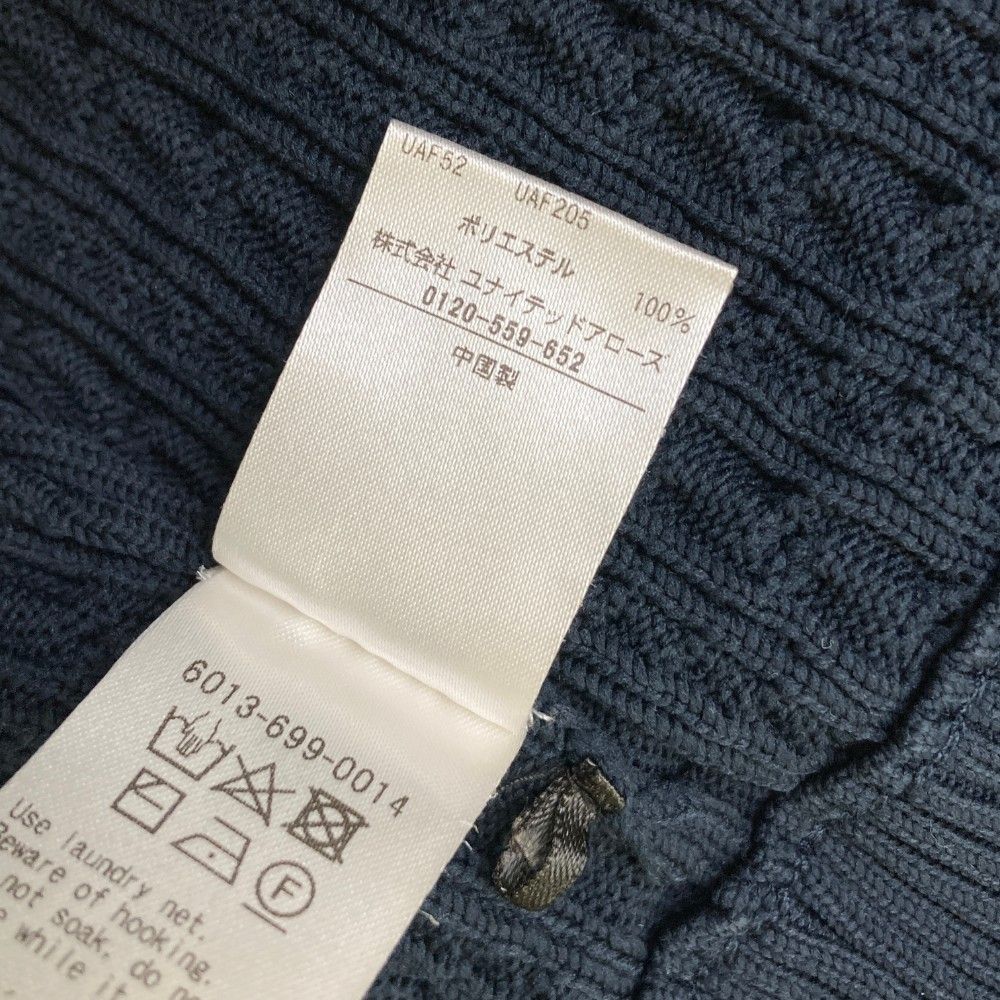 UAF52 UAF205
ポリエステル 100%
株式会社 ユナイテッドアローズ
0120-559-652
中国製
6013-699-0014
F
Use laundry net.
Beware of hooking.
not soak, do
while it